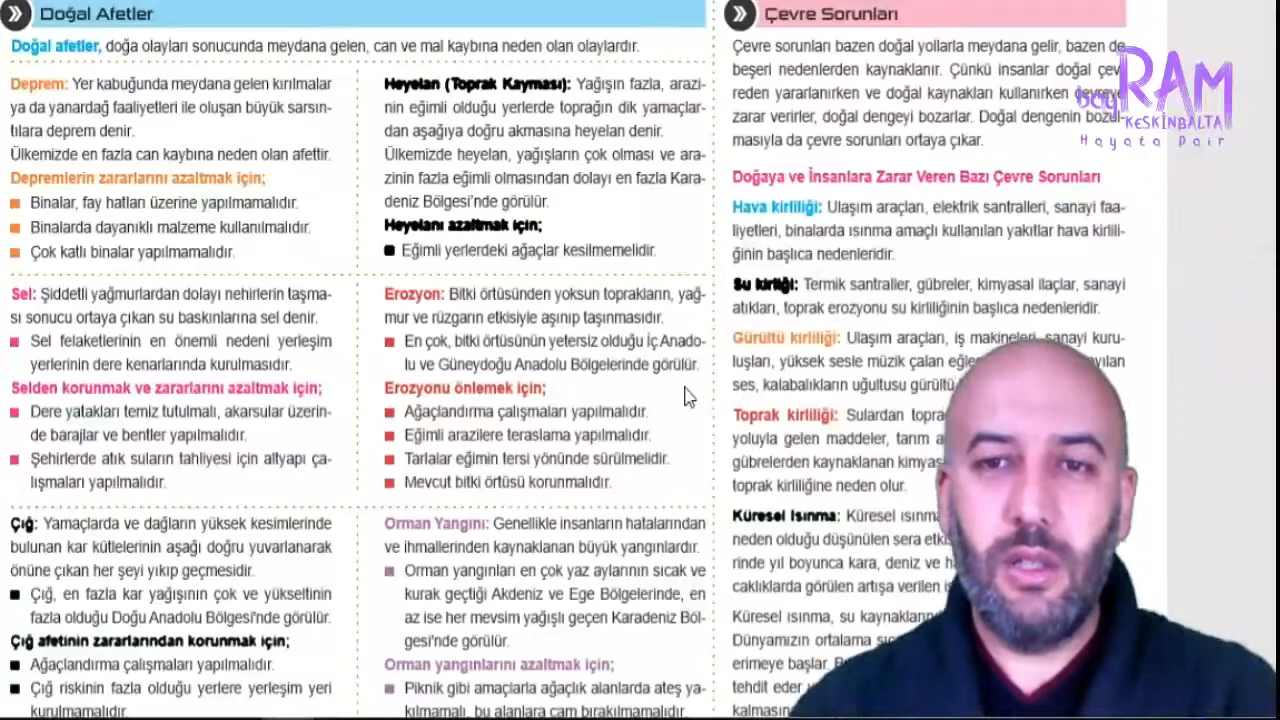 Doğal Afetler
Doğal afetler, doğa olayları sonucunda meydana gelen, can ve mal kaybına neden olan olaylardır.
Deprem: Yer kabuğunda meydana gelen kırılmalar
ya da yanardağ faaliyetleri ile oluşan büyük sarsın-
tılara deprem denir.
Ülkemizde en fazla can kaybına neden olan afettir.
Depremlerin zararlarını azaltmak için;
Binalar, fay hatları üzerine yapılmamalıdır.
Binalarda dayanıklı malzeme kullanılmalıdır.
Çok katlı binalar yapılmamalıdır.
Heyelan (Toprak Kayması): Yağışın fazla, arazi-
nin eğimli olduğu yerlerde toprağın dik yamaçlar-
dan aşağıya doğru akmasına heyelan denir.
Ülkemizde heyelan, yağışların çok olması ve ara-
zinin fazla eğimli olmasından dolayı en fazla Kara-
deniz Bölgesi'nde görülür.
Heyelanı azaltmak için;
Eğimli yerlerdeki ağaçlar kesilmemelidir.
Sel: Şiddetli yağmurlardan dolayı nehirlerin taşma-
sı sonucu ortaya çıkan su baskınlarına sel denir.
Sel felaketlerinin en önemli nedeni yerleşim
yerlerinin dere kenarlarında kurulmasıdır.
Selden korunmak ve zararlarını azaltmak için;
Dere yatakları temiz tutulmalı, akarsular üzerin-
de barajlar ve bentler yapılmalıdır.
Şehirlerde atık suların tahliyesi için altyapı ça-
lışmaları yapılmalıdır.
Erozyon: Bitki örtüsünden yoksun toprakların, yağ-
mur ve rüzgarın etkisiyle aşınıp taşınmasıdır.
En çok, bitki örtüsünün yetersiz olduğu İç Anado-
lu ve Güneydoğu Anadolu Bölgelerinde görülür.
Erozyonu önlemek için;
Ağaçlandırma çalışmaları yapılmalıdır.
Eğimli arazilere teraslama yapılmalıdır.
Tarlalar eğimin tersi yönünde sürülmelidir.
Mevcut bitki örtüsü korunmalıdır.
Çığ: Yamaçlarda ve dağların yüksek kesimlerinde
bulunan kar kütlelerinin aşağı doğru yuvarlanarak
önüne çıkan her şeyi yıkıp geçmesidir.
Çığ, en fazla kar yağışının çok ve yükseltinin
fazla olduğu Doğu Anadolu Bölgesi'nde görülür.
Çığ afetinin zararlarından korunmak için;
Ağaçlandırma çalışmaları yapılmalıdır.
Çığ riskinin fazla olduğu yerlere yerleşim yeri
kurulmamalıdır.
Orman Yangını: Genellikle insanların hatalarından
ve ihmallerinden kaynaklanan büyük yangınlardır.
Orman yangınları en çok yaz aylarının sıcak ve
kurak geçtiği Akdeniz ve Ege Bölgelerinde, en
az ise her mevsim yağışlı geçen Karadeniz Böl-
gesi'nde görülür.
Orman yangınlarını azaltmak için;
Piknik gibi amaçlarla ağaçlık alanlarda ateş ya-
kılmamalı, bu alanlara cam bırakılmamalıdır.
Çevre Sorunları
Çevre sorunları bazen doğal yollarla meydana gelir, bazen de
beşeri nedenlerden kaynaklanır. Çünkü insanlar doğal çev
reden yararlanırken ve doğal kaynakları kullanırken çevreye
zarar verirler, doğal dengeyi bozarlar. Doğal dengenin bozul-
masıyla da çevre sorunları ortaya çıkar.
Doğaya ve İnsanlara Zarar Veren Bazı Çevre Sorunları
Hava kirliliği: Ulaşım araçları, elektrik santralleri, sanayi faa-
liyetleri, binalarda ısınma amaçlı kullanılan yakıtlar hava kirlili-
ğinin başlıca nedenleridir.
Su kirliliği: Termik santraller, gübreler, kimyasal ilaçlar, sanayi
atıkları, toprak erozyonu su kirliliğinin başlıca nedenleridir.
Gürültü kirliliği: Ulaşım araçları, iş makineleri, sanayi kuru-
luşları, yüksek sesle müzik çalan
ses, kalabalıkların uğultusu gürültü
Toprak kirliliği: Sulardan
yoluyla gelen maddeler, tarım
gübrelerden kaynaklanan
toprak kirliliğine neden olur.
Küresel Isınma: Küresel ısınma
neden olduğu düşünülen sera
rinde yıl boyunca kara, deniz ve
caklıklarda görülen artışa verilen
Küresel ısınma, su
Dünyamızın ortalama
erimeye başlar.
tehdit eder
kalmasına
bayRAM
KESKİNBALTA
Hayata Dair